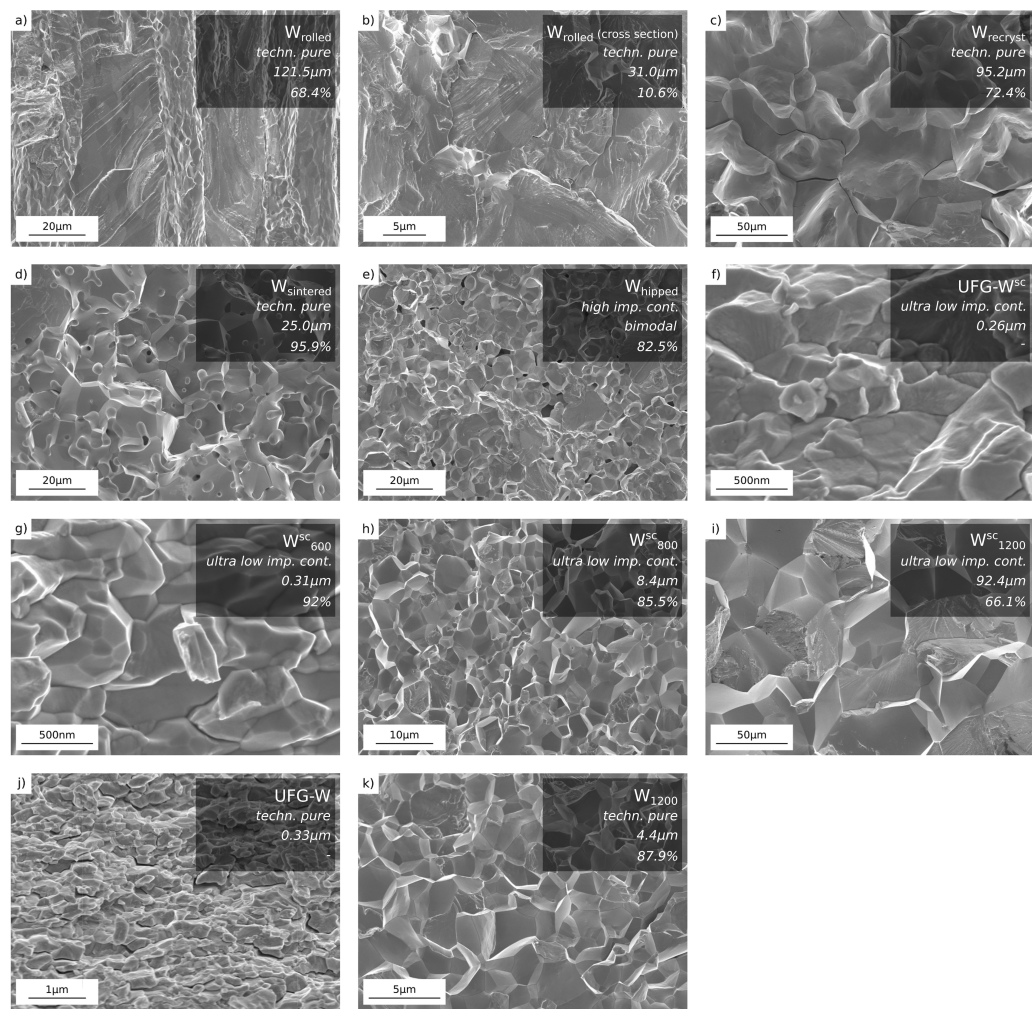 a)
W_rolled
techn. pure
121.5µm
68.4%
20µm
b)
W_rolled (cross section)
techn. pure
31.0µm
10.6%
5µm
c)
W_recryst
techn. pure
95.2µm
72.4%
50µm
d)
W_sintered
techn. pure
25.0µm
95.9%
20µm
e)
W_hipped
high imp. cont.
bimodal
82.5%
20µm
f)
UFG-W^sc
ultra low imp. cont.
0.26µm
-
500nm
g)
W^sc_600
ultra low imp. cont.
0.31µm
92%
500nm
h)
W^sc_800
ultra low imp. cont.
8.4µm
85.5%
10µm
i)
W^sc_1200
ultra low imp. cont.
92.4µm
66.1%
50µm
j)
UFG-W
techn. pure
0.33µm
-
1µm
k)
W_1200
techn. pure
4.4µm
87.9%
5µm